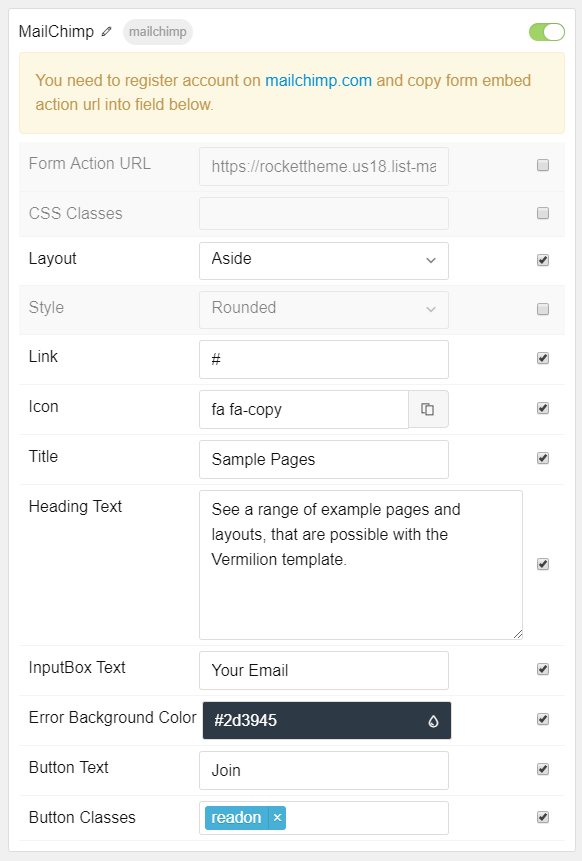 MailChimp mailchimp
You need to register account on mailchimp.com and copy form embed
action url into field below.
Form Action URL https://rockettheme.us18.list-ma
CSS Classes
Layout Aside
Style Rounded
Link #
Icon fa fa-copy
Title Sample Pages
Heading Text See a range of example pages and
layouts, that are possible with the
Vermilion template.
InputBox Text Your Email
Error Background Color #2d3945
Button Text Join
Button Classes readon ×